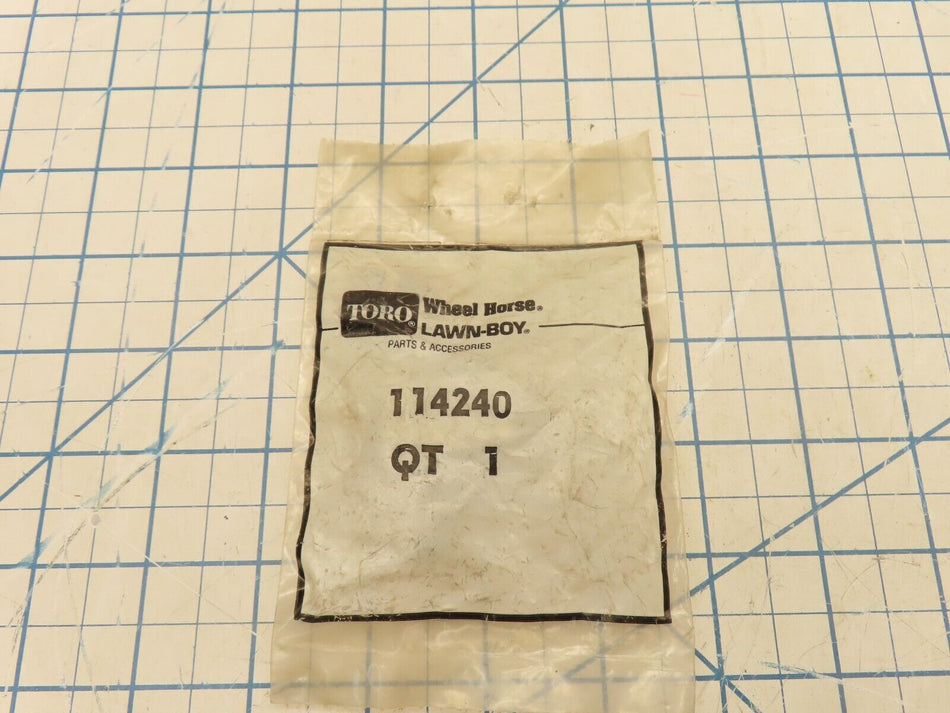 TORO® Wheel Horse®
LAWN-BOY®
PARTS & ACCESSORIES
114240
QT 1